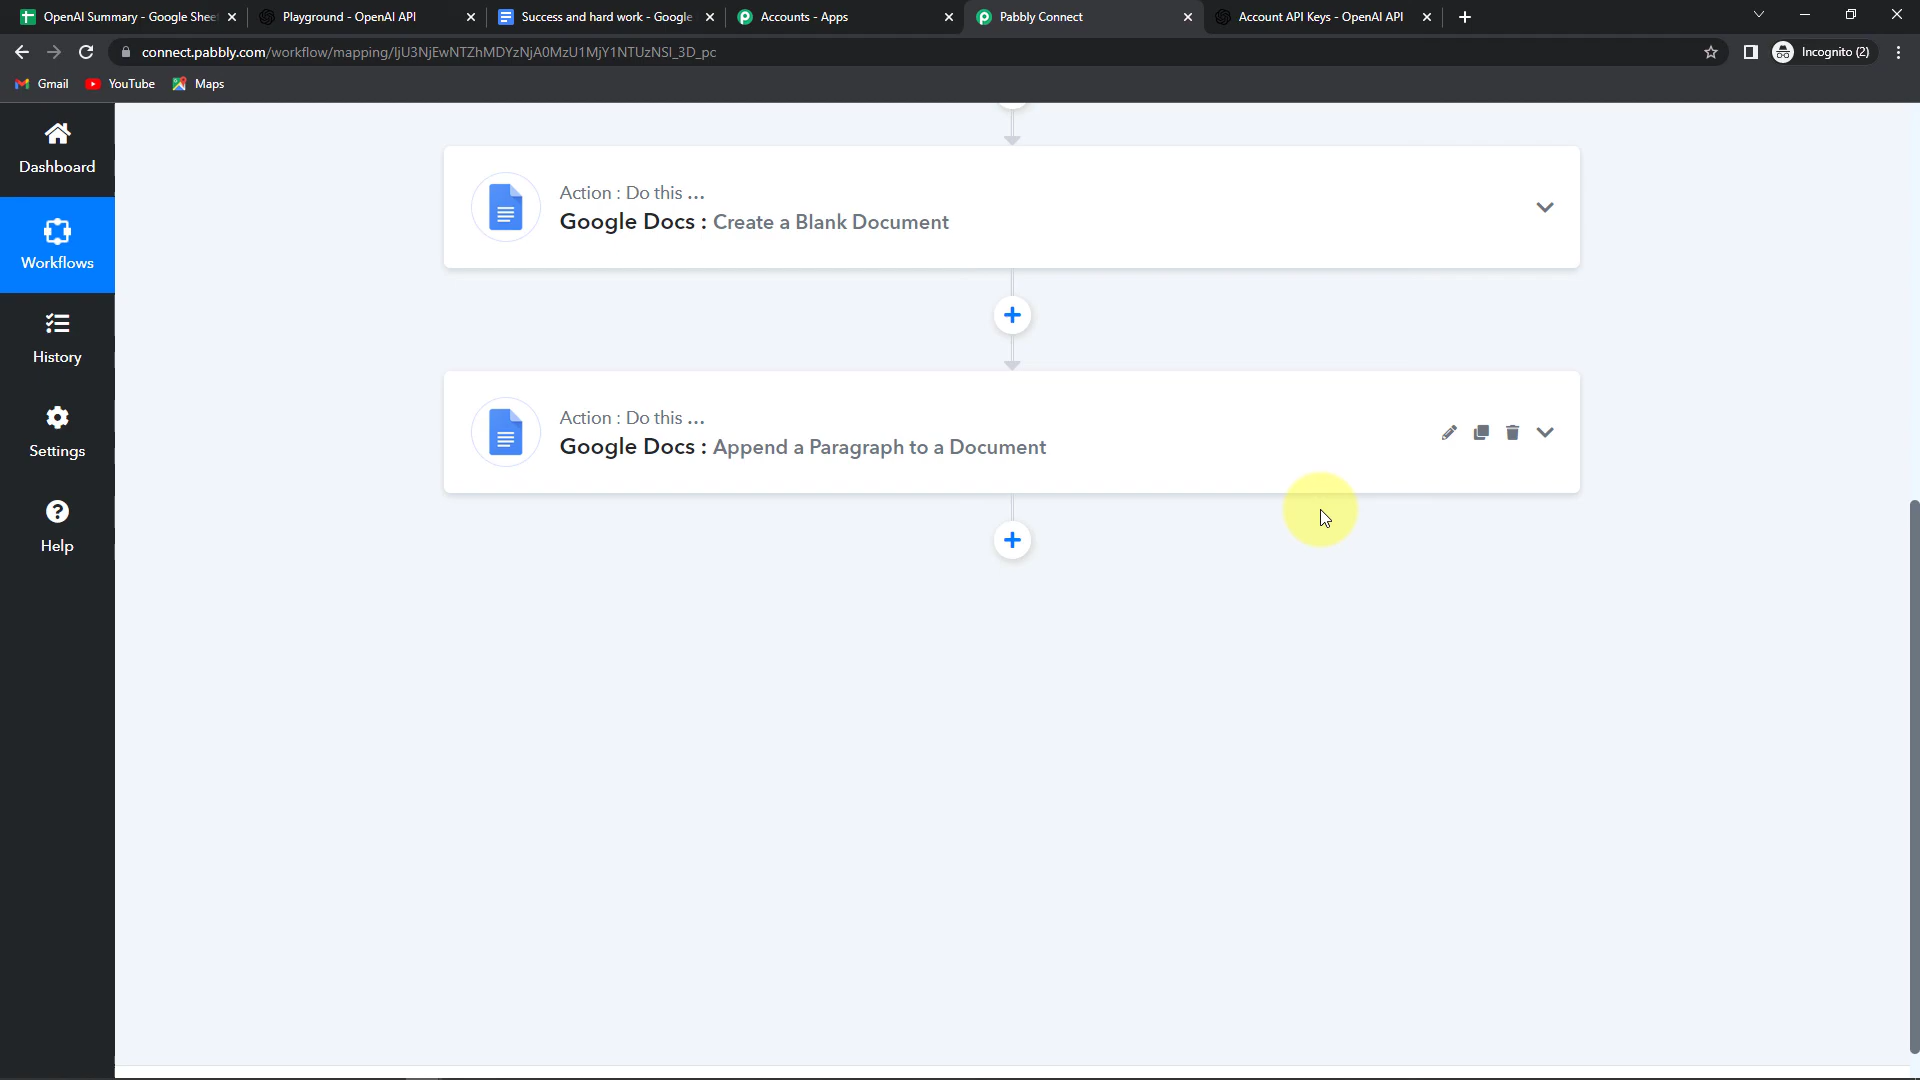 OpenAI Summary - Google Shee
Playground - OpenAI API
Success and hard work - Google
Accounts - Apps
Pabbly Connect
Account API Keys - OpenAI API
connect.pabbly.com/workflow/mapping/IjU3NjEwNTZhMDYzNjA0MzU1MjY1NTUzNSI_3D_pc
Incognito (2)
Gmail
YouTube
Maps
Dashboard
Workflows
History
Settings
Help
Action : Do this ...
Google Docs : Create a Blank Document
Action : Do this ...
Google Docs : Append a Paragraph to a Document